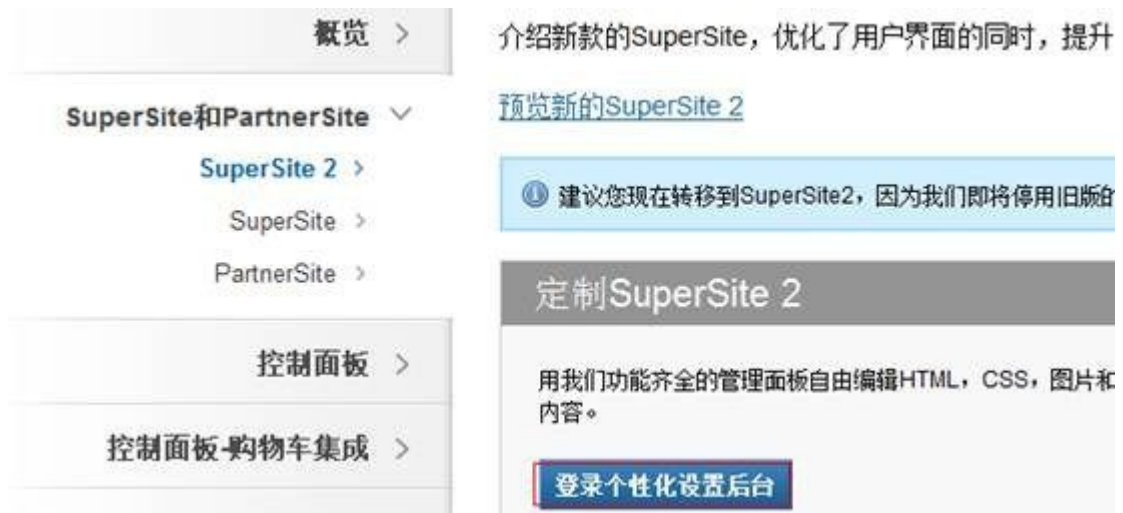 概览
SuperSite和PartnerSite
SuperSite 2
SuperSite
PartnerSite
控制面板
控制面板-购物车集成
介绍新款的SuperSite，优化了用户界面的同时，提升
预览新的SuperSite 2
建议您现在转移到SuperSite2，因为我们即将停用旧版的
定制SuperSite 2
用我们功能齐全的管理面板自由编辑HTML，CSS，图片和
内容。
登录个性化设置后台